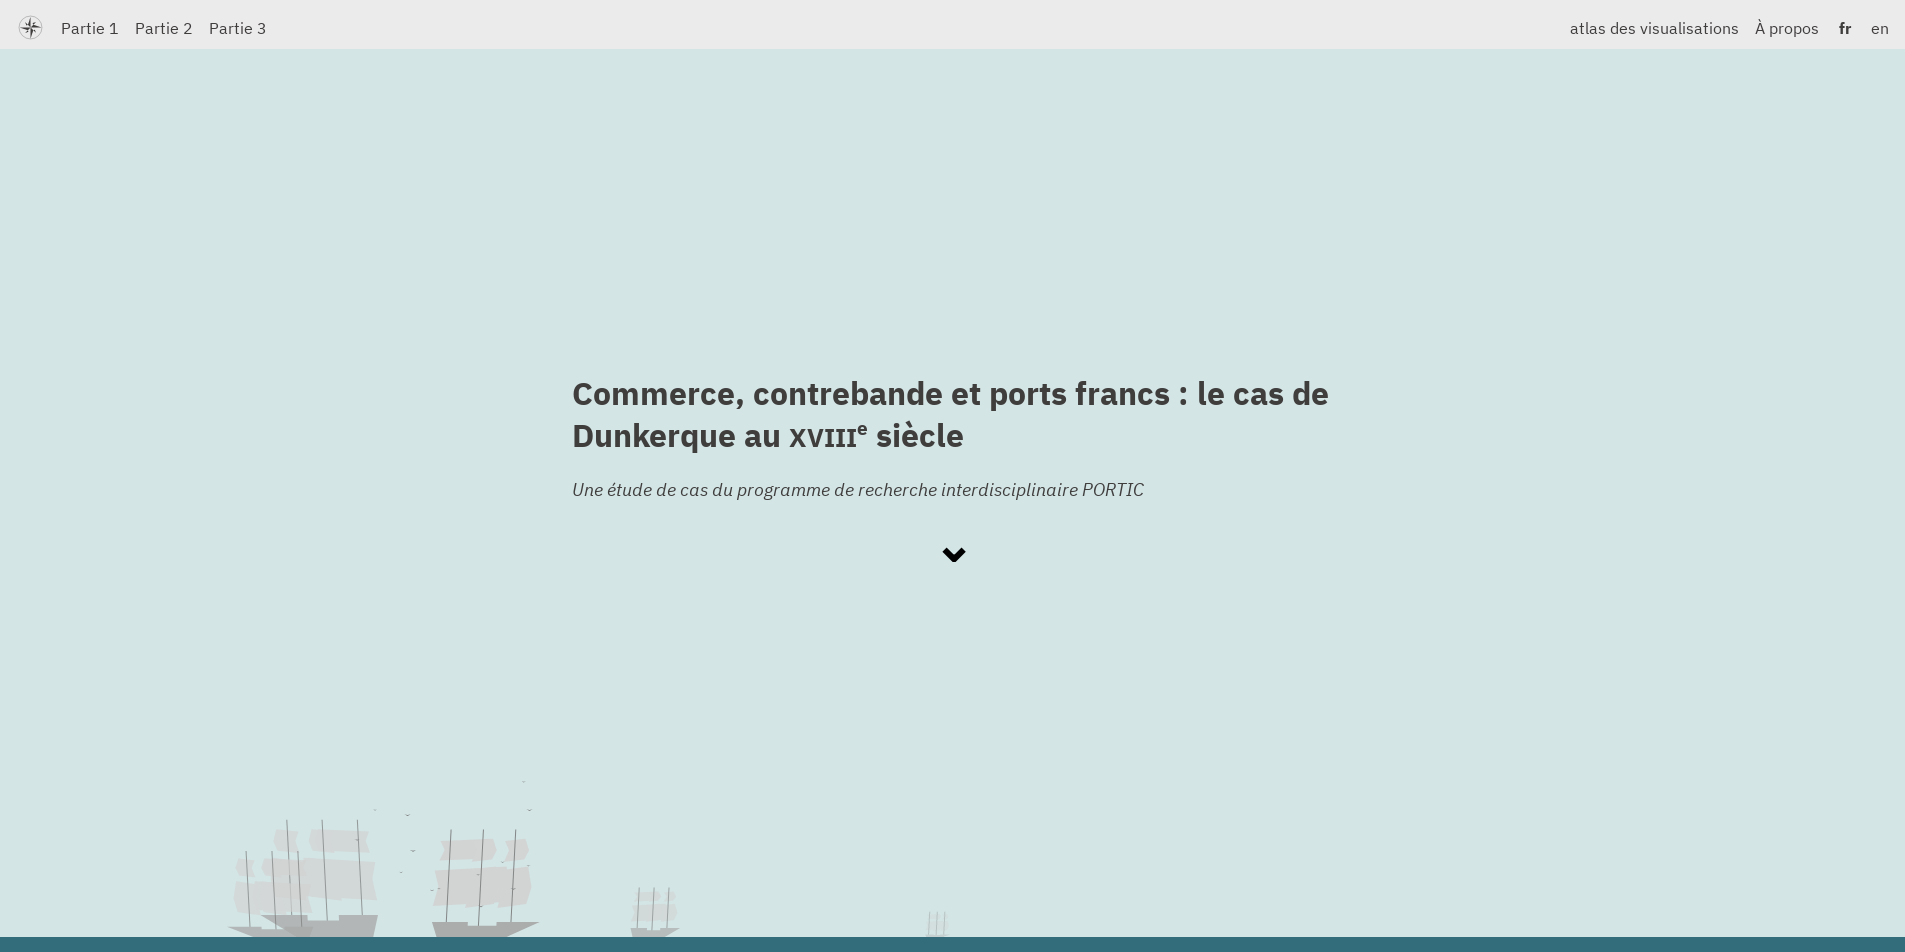 Partie 1 Partie 2 Partie 3 atlas des visualisations À propos fr en
Commerce, contrebande et ports francs : le cas de
Dunkerque au XVIIIe siècle
Une étude de cas du programme de recherche interdisciplinaire PORTIC